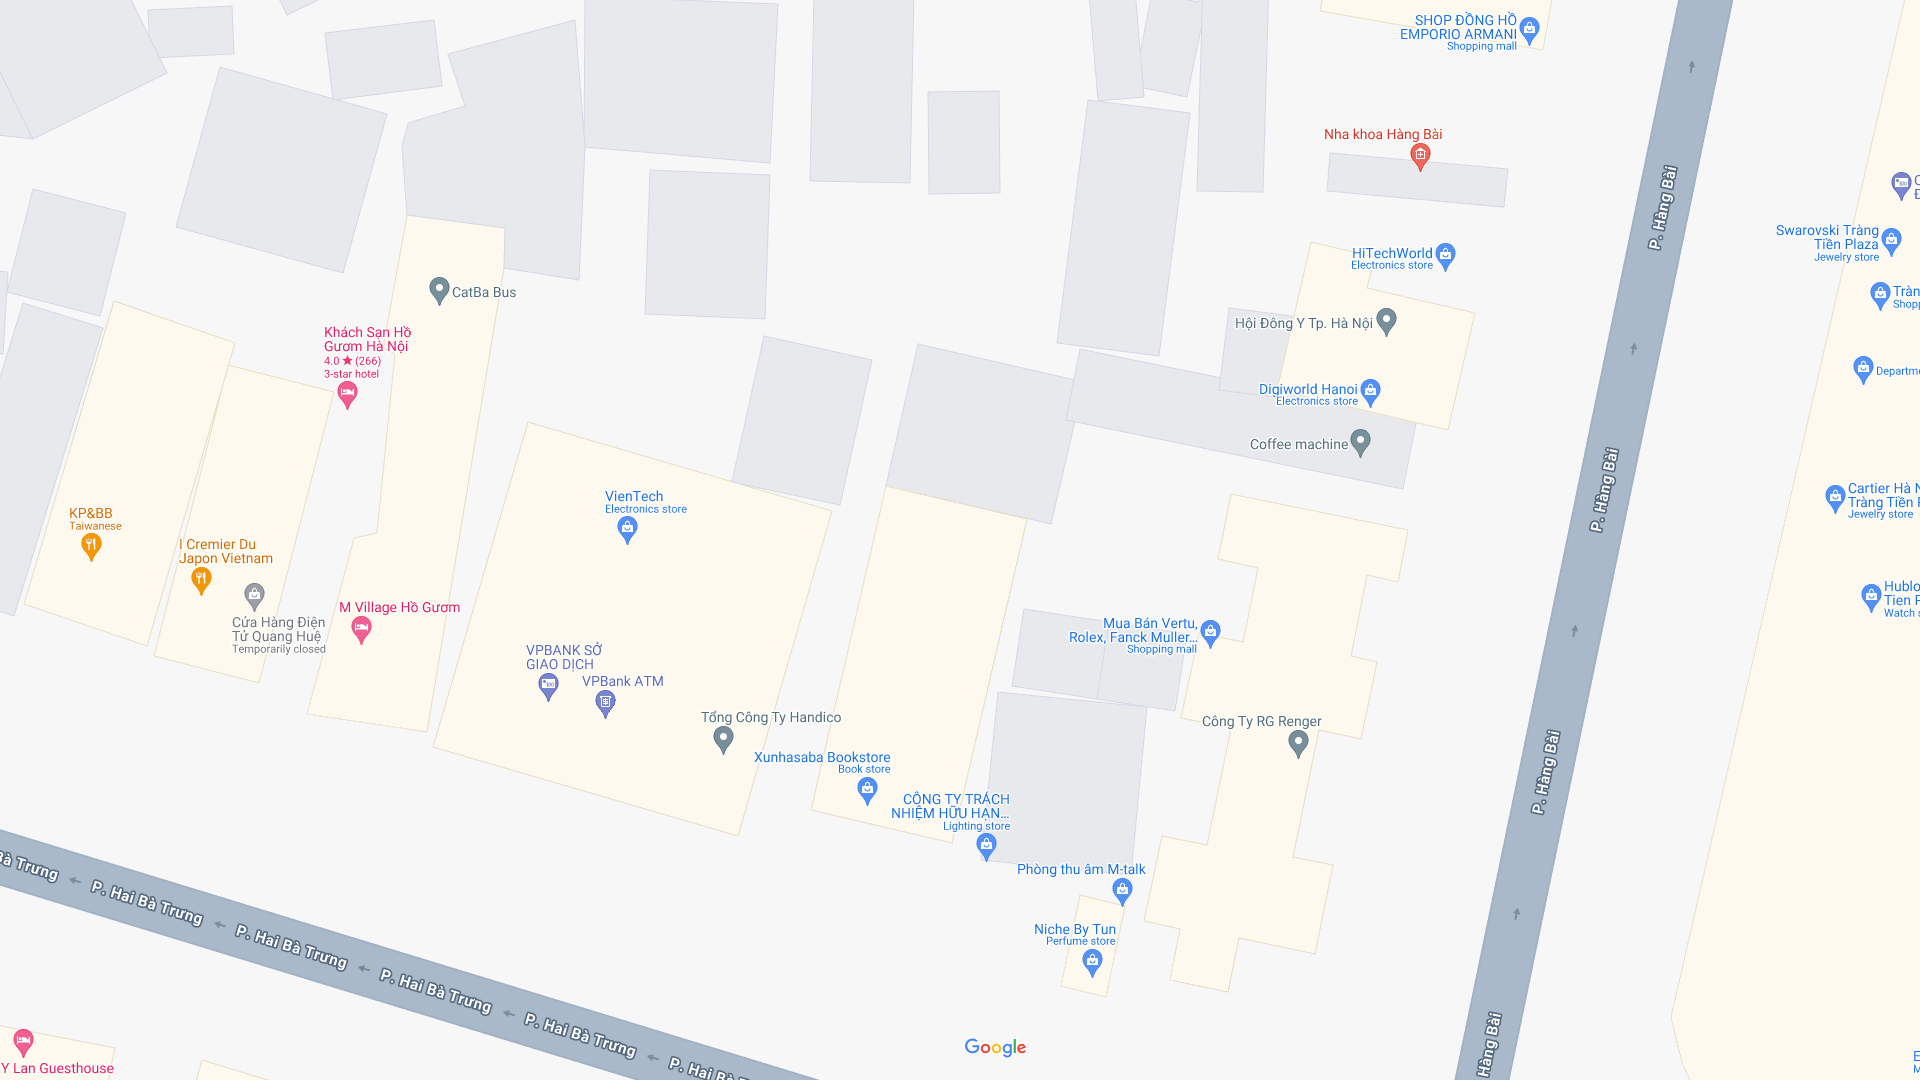 SHOP ĐỒNG HỒ
EMPORIO ARMANI
Shopping mall
Nha khoa Hàng Bài
P. Hàng Bài
Swarovski Tràng
Tiền Plaza
Jewelry store
HiTechWorld
Electronics store
CatBa Bus
Hội Đông Y Tp. Hà Nội
Khách Sạn Hồ
Gươm Hà Nội
4.0 ★ (266)
3-star hotel
Digiworld Hanoi
Electronics store
Coffee machine
P. Hàng Bài
Cartier Hà
Tràng Tiền
Jewelry store
VienTech
Electronics store
KP&BB
Taiwanese
I Cremier Du
Japon Vietnam
Cửa Hàng Điện
Tử Quang Huệ
Temporarily closed
M Village Hồ Gươm
Mua Bán Vertu,
Rolex, Fanck Muller...
Shopping mall
VPBANK SỞ
GIAO DỊCH
VPBank ATM
Tổng Công Ty Handico
Công Ty RG Renger
Xunhasaba Bookstore
Book store
P. Hàng Bài
CÔNG TY TRÁCH
NHIỆM HỮU HẠN...
Lighting store
Phòng thu âm M-talk
Niche By Tun
Perfume store
Bà Trưng
P. Hai Bà Trưng
P. Hai Bà Trưng
P. Hai Bà Trưng
P. Hai Bà Trưng
P. Hai Bà
Hàng Bài
Google
Y Lan Guesthouse